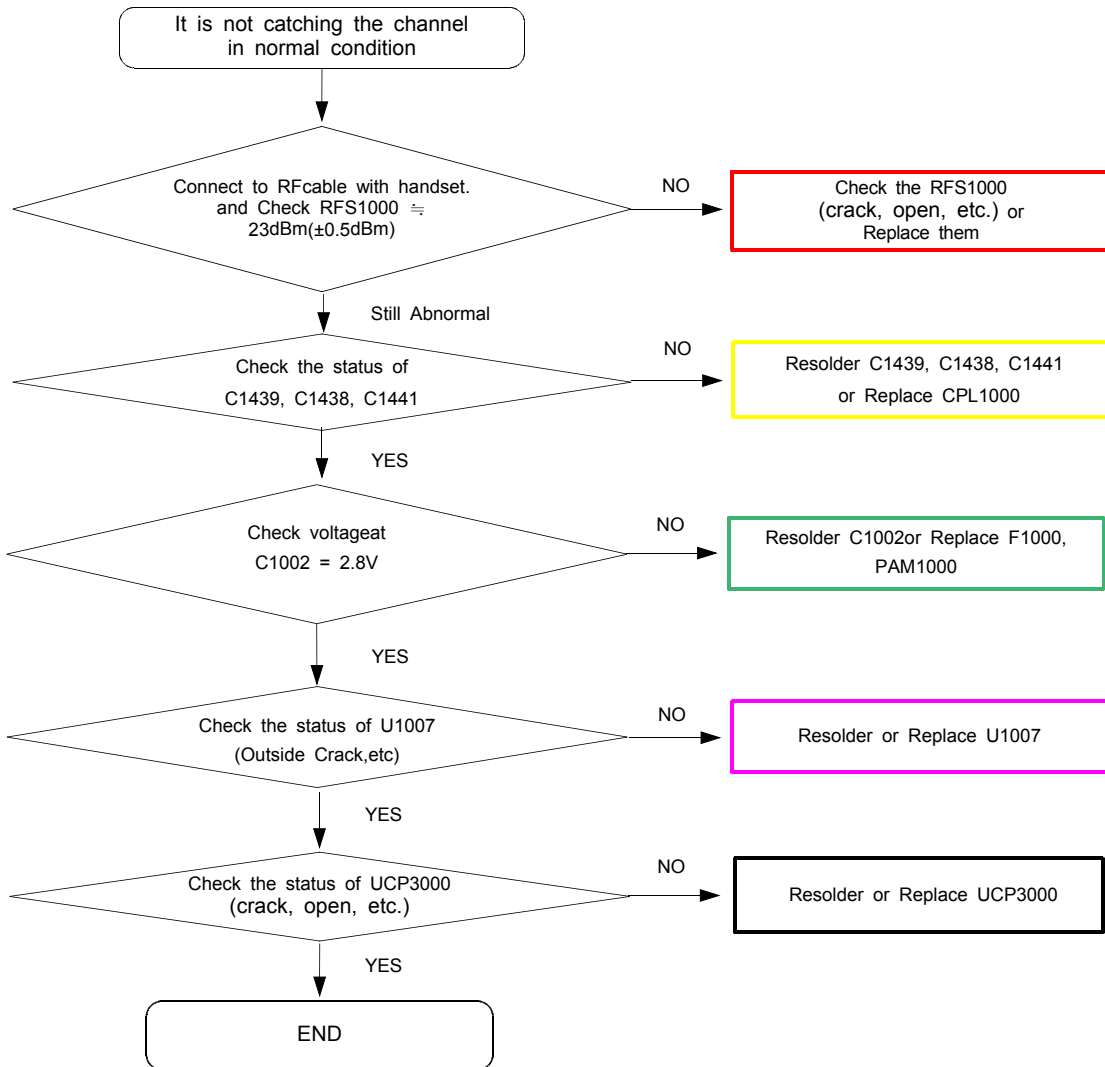 It is not catching the channel
in normal condition
Connect to RFcable with handset.
and Check RFS1000 ≒
23dBm(±0.5dBm)
NO
Check the RFS1000
(crack, open, etc.) or
Replace them
Still Abnormal
Check the status of
C1439, C1438, C1441
NO
Resolder C1439, C1438, C1441
or Replace CPL1000
YES
Check voltageat
C1002 = 2.8V
NO
Resolder C1002or Replace F1000,
PAM1000
YES
Check the status of U1007
(Outside Crack,etc)
NO
Resolder or Replace U1007
YES
Check the status of UCP3000
(crack, open, etc.)
NO
Resolder or Replace UCP3000
YES
END